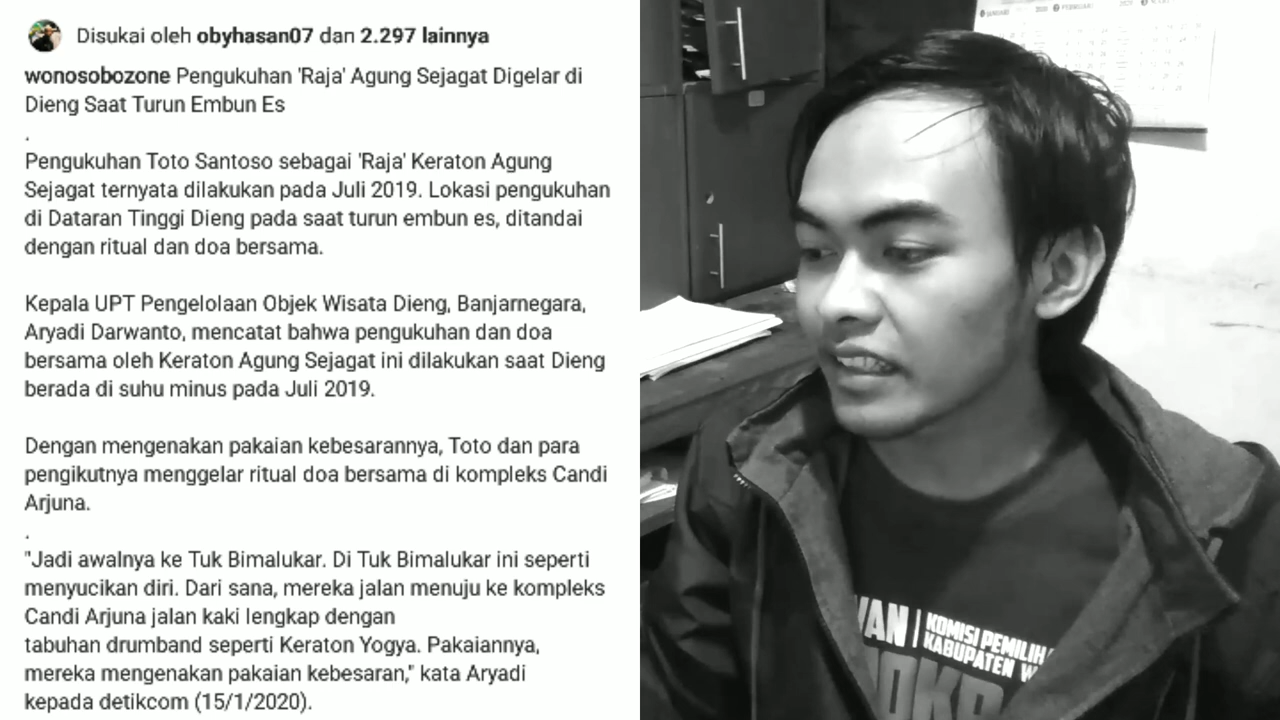 Disukai oleh obyhasan07 dan 2.297 lainnya
wonosobozone Pengukuhan 'Raja' Agung Sejagat Digelar di
Dieng Saat Turun Embun Es
.
Pengukuhan Toto Santoso sebagai 'Raja' Keraton Agung
Sejagat ternyata dilakukan pada Juli 2019. Lokasi pengukuhan
di Dataran Tinggi Dieng pada saat turun embun es, ditandai
dengan ritual dan doa bersama.
Kepala UPT Pengelolaan Objek Wisata Dieng, Banjarnegara,
Aryadi Darwanto, mencatat bahwa pengukuhan dan doa
bersama oleh Keraton Agung Sejagat ini dilakukan saat Dieng
berada di suhu minus pada Juli 2019.
Dengan mengenakan pakaian kebesarannya, Toto dan para
pengikutnya menggelar ritual doa bersama di kompleks Candi
Arjuna.
.
"Jadi awalnya ke Tuk Bimalukar. Di Tuk Bimalukar ini seperti
menyucikan diri. Dari sana, mereka jalan menuju ke kompleks
Candi Arjuna jalan kaki lengkap dengan
tabuhan drumband seperti Keraton Yogya. Pakaiannya,
mereka mengenakan pakaian kebesaran," kata Aryadi
kepada detikcom (15/1/2020).
JANUARI 2020
KOMISI PEMILIH
KABUPATEN W